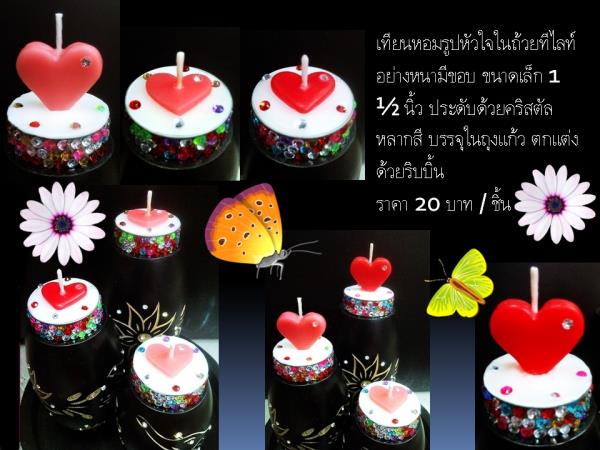 เทียนหอมรูปหัวใจในถ้วยทีไลท์
อย่างหนามีขอบ ขนาดเล็ก 1
½ นิ้ว ประดับด้วยคริสตัล
หลากสี บรรจุในถุงแก้ว ตกแต่ง
ด้วยริบบิ้น
ราคา 20 บาท / ชิ้น